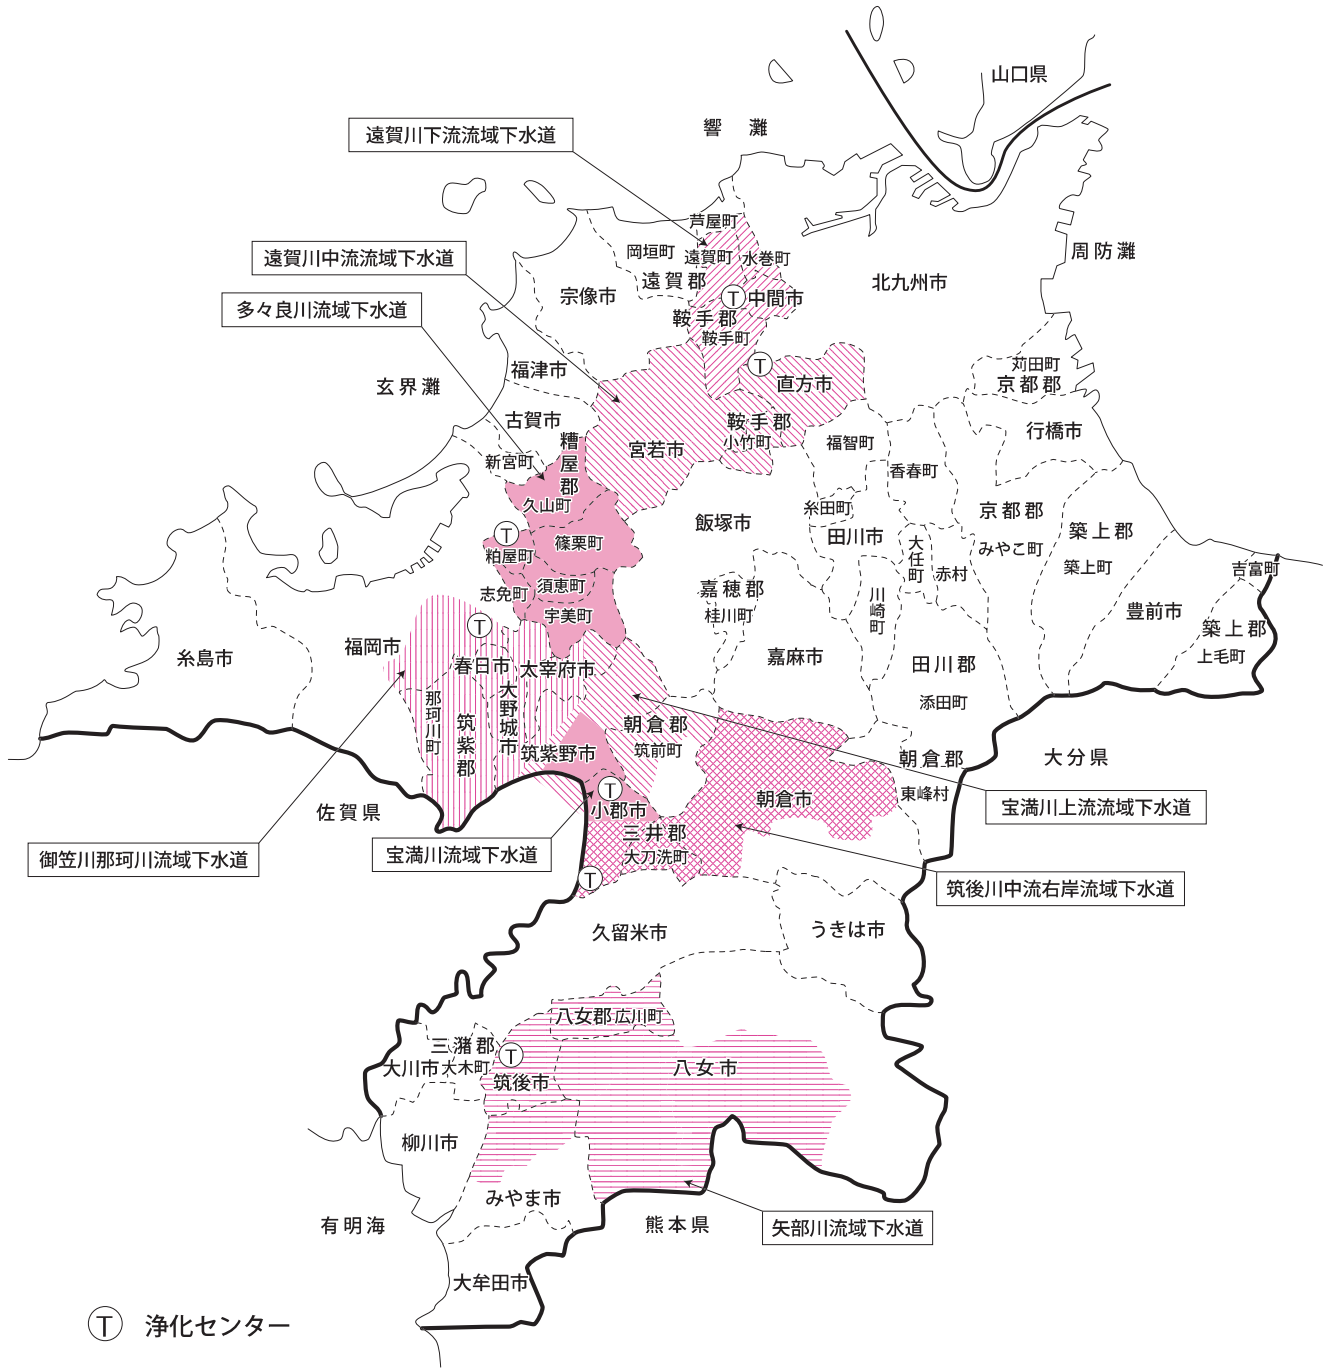 山口県
響灘
遠賀川下流流域下水道
芦屋町
岡垣町
遠賀町
水巻町
周防灘
遠賀川中流流域下水道
遠賀郡
北九州市
宗像市
T
中間市
多々良川流域下水道
鞍手郡
鞍手町
福津市
T
直方市
苅田町
京都郡
玄界灘
古賀市
鞍手郡
小竹町
行橋市
糟屋郡
宮若市
福智町
新宮町
香春町
久山町
糸田町
京都郡
飯塚市
T
篠栗町
田川市
大任町
みやこ町
築上郡
粕屋町
築上町
吉富町
須恵町
赤村
志免町
嘉穂郡
桂川町
川崎町
宇美町
豊前市
T
築上郡
福岡市
上毛町
糸島市
春日市
太宰府市
嘉麻市
田川郡
那珂川町
筑紫郡
大野城市
添田町
朝倉郡
筑前町
筑紫野市
朝倉郡
大分県
T
東峰村
佐賀県
小郡市
朝倉市
宝満川上流流域下水道
三井郡
大刀洗町
御笠川那珂川流域下水道
宝満川流域下水道
T
筑後川中流右岸流域下水道
久留米市
うきは市
八女郡
広川町
三潴郡
T
大川市
大木町
筑後市
八女市
柳川市
みやま市
有明海
熊本県
矢部川流域下水道
大牟田市
T 浄化センター